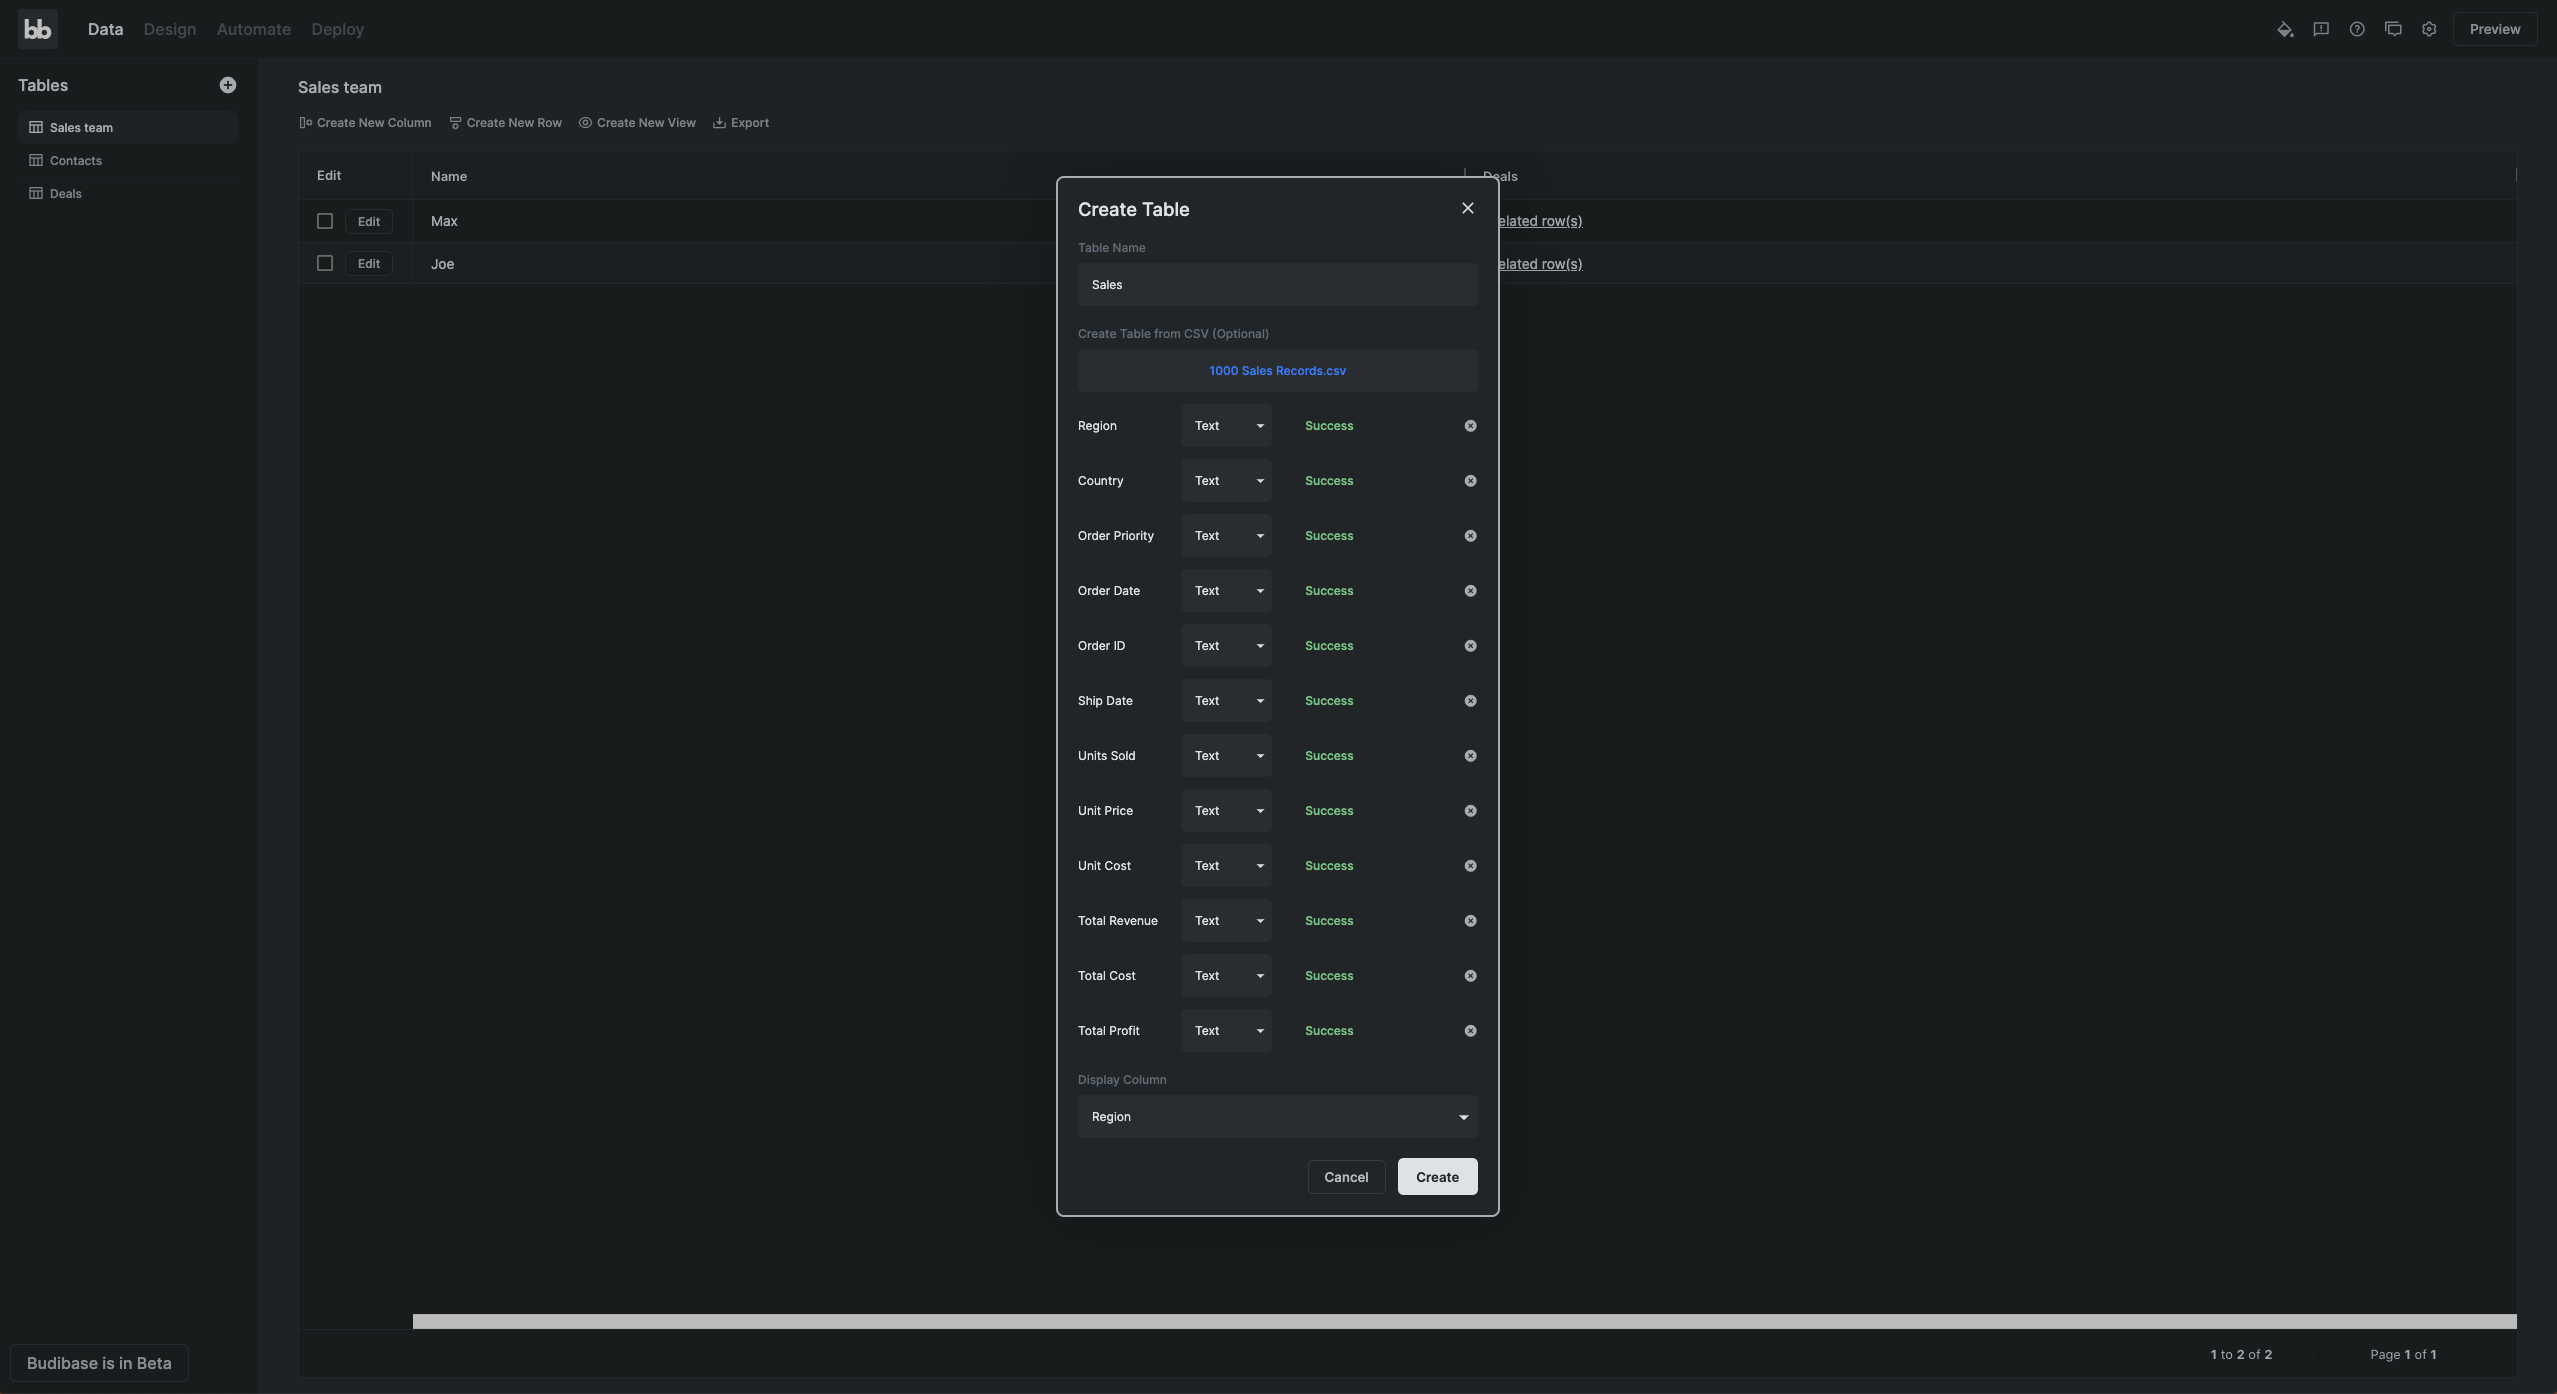 bb Data Design Automate Deploy Preview
Tables
Sales team
Contacts
Deals
Sales team
Create New Column Create New Row Create New View Export
Edit Name Deals
Edit Max elated row(s)
Edit Joe elated row(s)
Create Table
Table Name
Sales
Create Table from CSV (Optional)
1000 Sales Records.csv
Region Text Success
Country Text Success
Order Priority Text Success
Order Date Text Success
Order ID Text Success
Ship Date Text Success
Units Sold Text Success
Unit Price Text Success
Unit Cost Text Success
Total Revenue Text Success
Total Cost Text Success
Total Profit Text Success
Display Column
Region
Cancel Create
1 to 2 of 2 Page 1 of 1
Budibase is in Beta